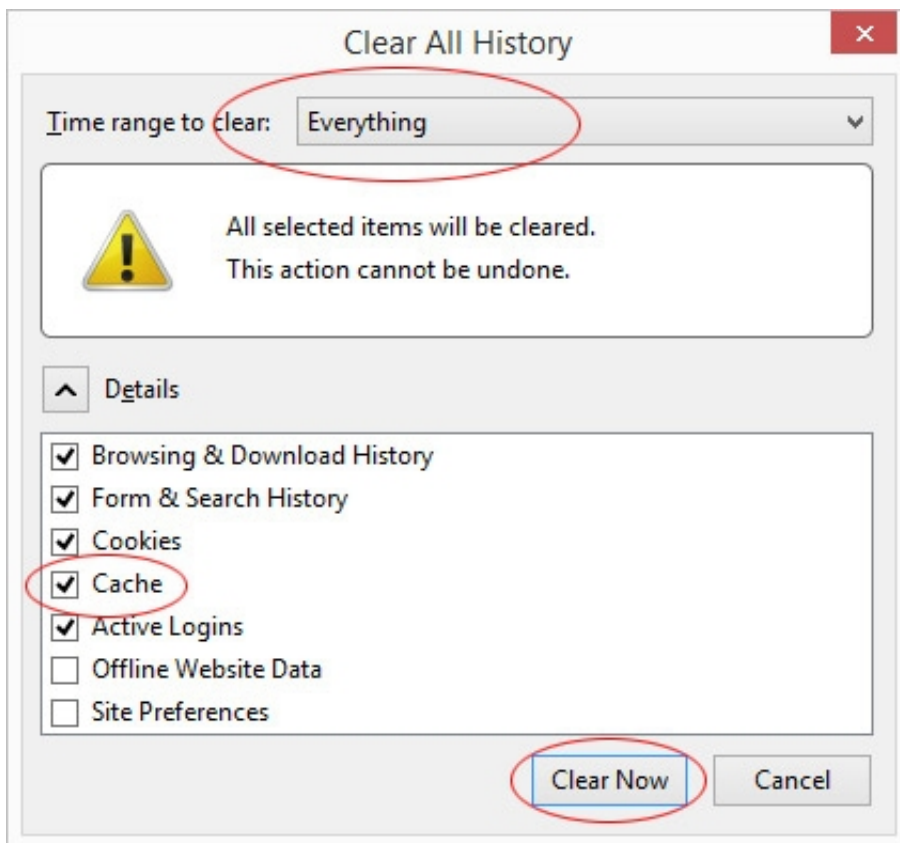 Clear All History
Time range to clear: Everything
All selected items will be cleared.
This action cannot be undone.
Details
Browsing & Download History
Form & Search History
Cookies
Cache
Active Logins
Offline Website Data
Site Preferences
Clear Now Cancel